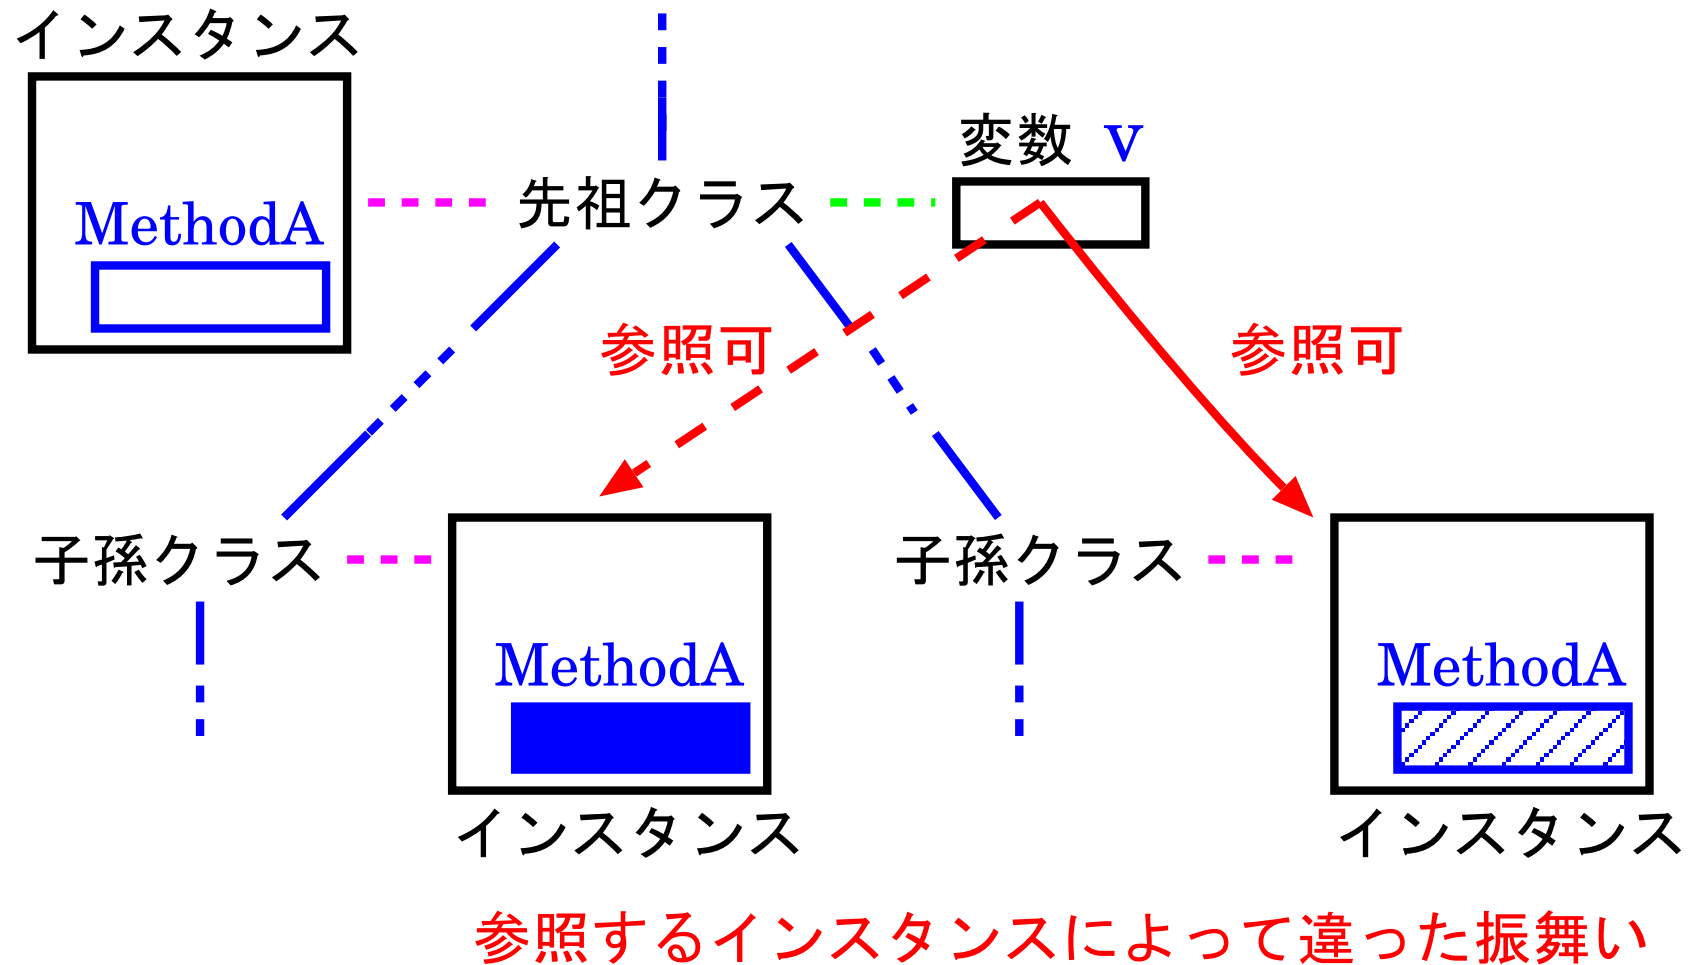 インスタンス
変数 v
MethodA
先祖クラス
参照可
参照可
子孫クラス
子孫クラス
MethodA
MethodA
インスタンス
インスタンス
参照するインスタンスによって違った振舞い